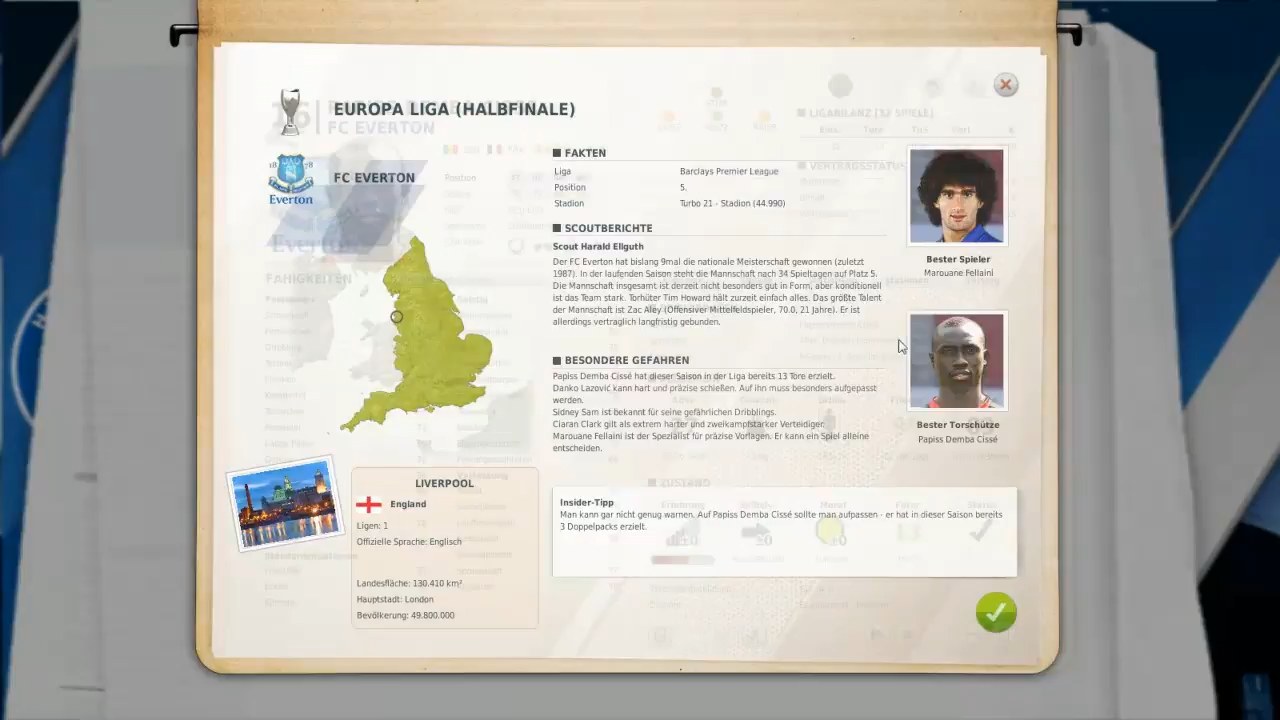 EUROPA LIGA (HALBFINALE)
FC EVERTON
18 78
Everton
FC EVERTON
FAKTEN
Liga Barclays Premier League
Position 5.
Stadion Turbo 21 - Stadion (44.990)
SCOUTBERICHTE
Scout Harald Ellguth
Der FC Everton hat bislang 9mal die nationale Meisterschaft gewonnen (zuletzt
1987). In der laufenden Saison steht die Mannschaft nach 34 Spieltagen auf Platz 5.
Die Mannschaft insgesamt ist derzeit nicht besonders gut in Form, aber konditionell
ist das Team stark. Torhüter Tim Howard hält zurzeit einfach alles. Das größte Talent
der Mannschaft ist Zac Alley (Offensiver Mittelfeldspieler, 70.0, 21 Jahre). Er ist
allerdings vertraglich langfristig gebunden.
BESONDERE GEFAHREN
Papiss Demba Cissé hat dieser Saison in der Liga bereits 13 Tore erzielt.
Danko Lazović kann hart und präzise schießen. Auf ihn muss besonders aufgepasst
werden.
Sidney Sam ist bekannt für seine gefährlichen Dribblings.
Ciaran Clark gilt als extrem harter und zweikampfstarker Verteidiger.
Marouane Fellaini ist der Spezialist für präzise Vorlagen. Er kann ein Spiel alleine
entscheiden.
Bester Spieler
Marouane Fellaini
Bester Torschütze
Papiss Demba Cissé
LIVERPOOL
England
Ligen: 1
Offizielle Sprache: Englisch
Landesfläche: 130.410 km²
Hauptstadt: London
Bevölkerung: 49.800.000
Insider-Tipp
Man kann gar nicht genug warnen. Auf Papiss Demba Cissé sollte man aufpassen - er hat in dieser Saison bereits
3 Doppelpacks erzielt.
LIGABILANZ [32 SPIELE]
VERTRAGSSTATUS
FÄHIGKEITEN
ZUSTAND